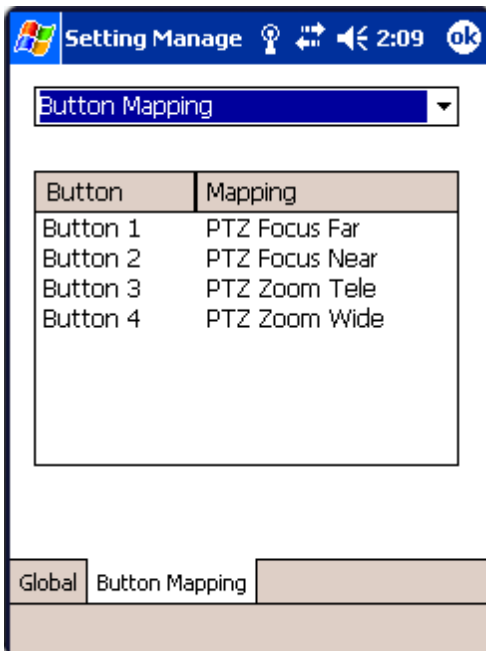 Setting Manage 2:09 ok
Button Mapping
Button Mapping
Button 1 PTZ Focus Far
Button 2 PTZ Focus Near
Button 3 PTZ Zoom Tele
Button 4 PTZ Zoom Wide
Global Button Mapping